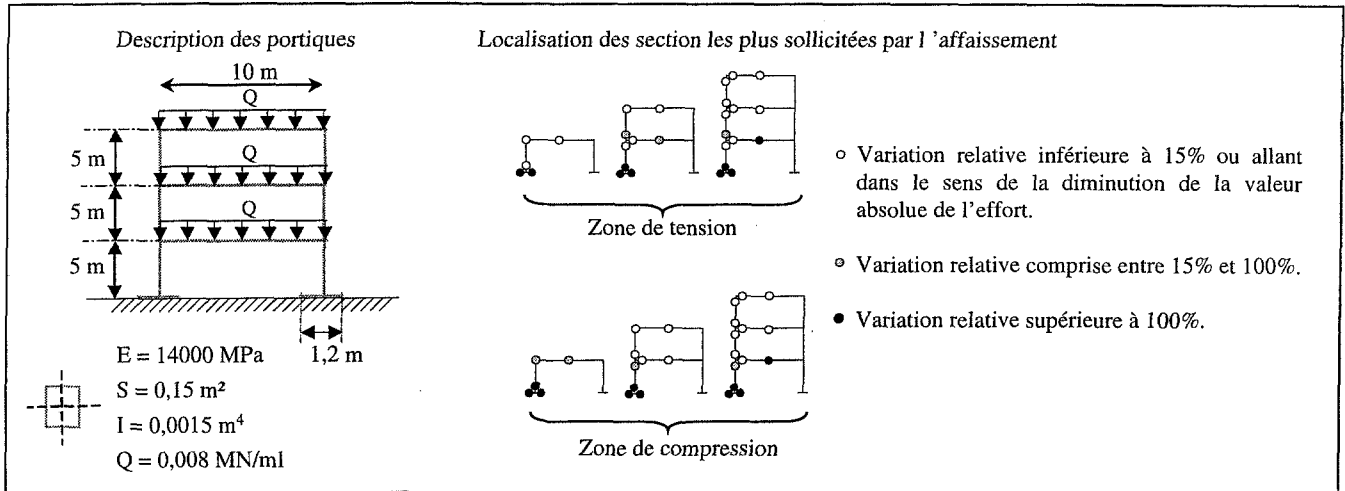 Description des portiques
10 m
Q
5 m
Q
5 m
Q
5 m
1,2 m
E = 14000 MPa
S = 0,15 m²
I = 0,0015 m⁴
Q = 0,008 MN/ml
Localisation des section les plus sollicitées par l 'affaissement
Zone de tension
Zone de compression
Variation relative inférieure à 15% ou allant
dans le sens de la diminution de la valeur
absolue de l'effort.
Variation relative comprise entre 15% et 100%.
Variation relative supérieure à 100%.